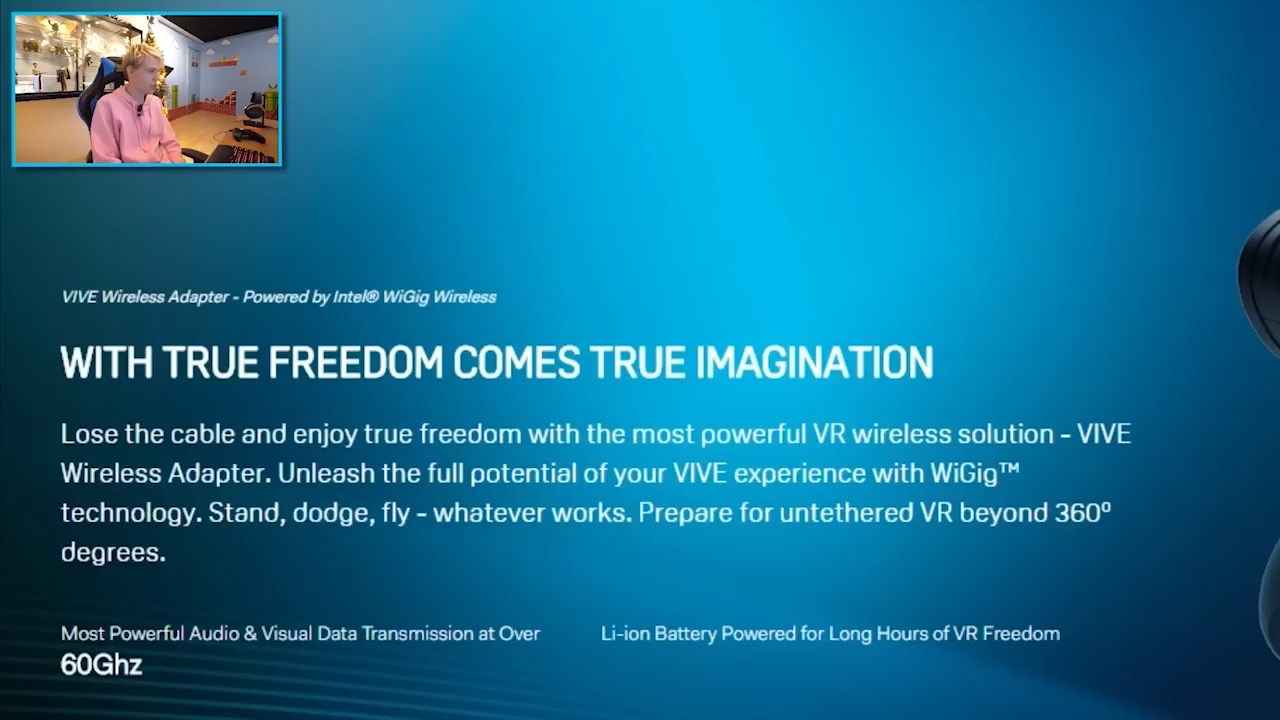 VIVE Wireless Adapter - Powered by Intel® WiGig Wireless
WITH TRUE FREEDOM COMES TRUE IMAGINATION
Lose the cable and enjoy true freedom with the most powerful VR wireless solution - VIVE
Wireless Adapter. Unleash the full potential of your VIVE experience with WiGig™
technology. Stand, dodge, fly - whatever works. Prepare for untethered VR beyond 360º
degrees.
Most Powerful Audio & Visual Data Transmission at Over
60Ghz
Li-ion Battery Powered for Long Hours of VR Freedom